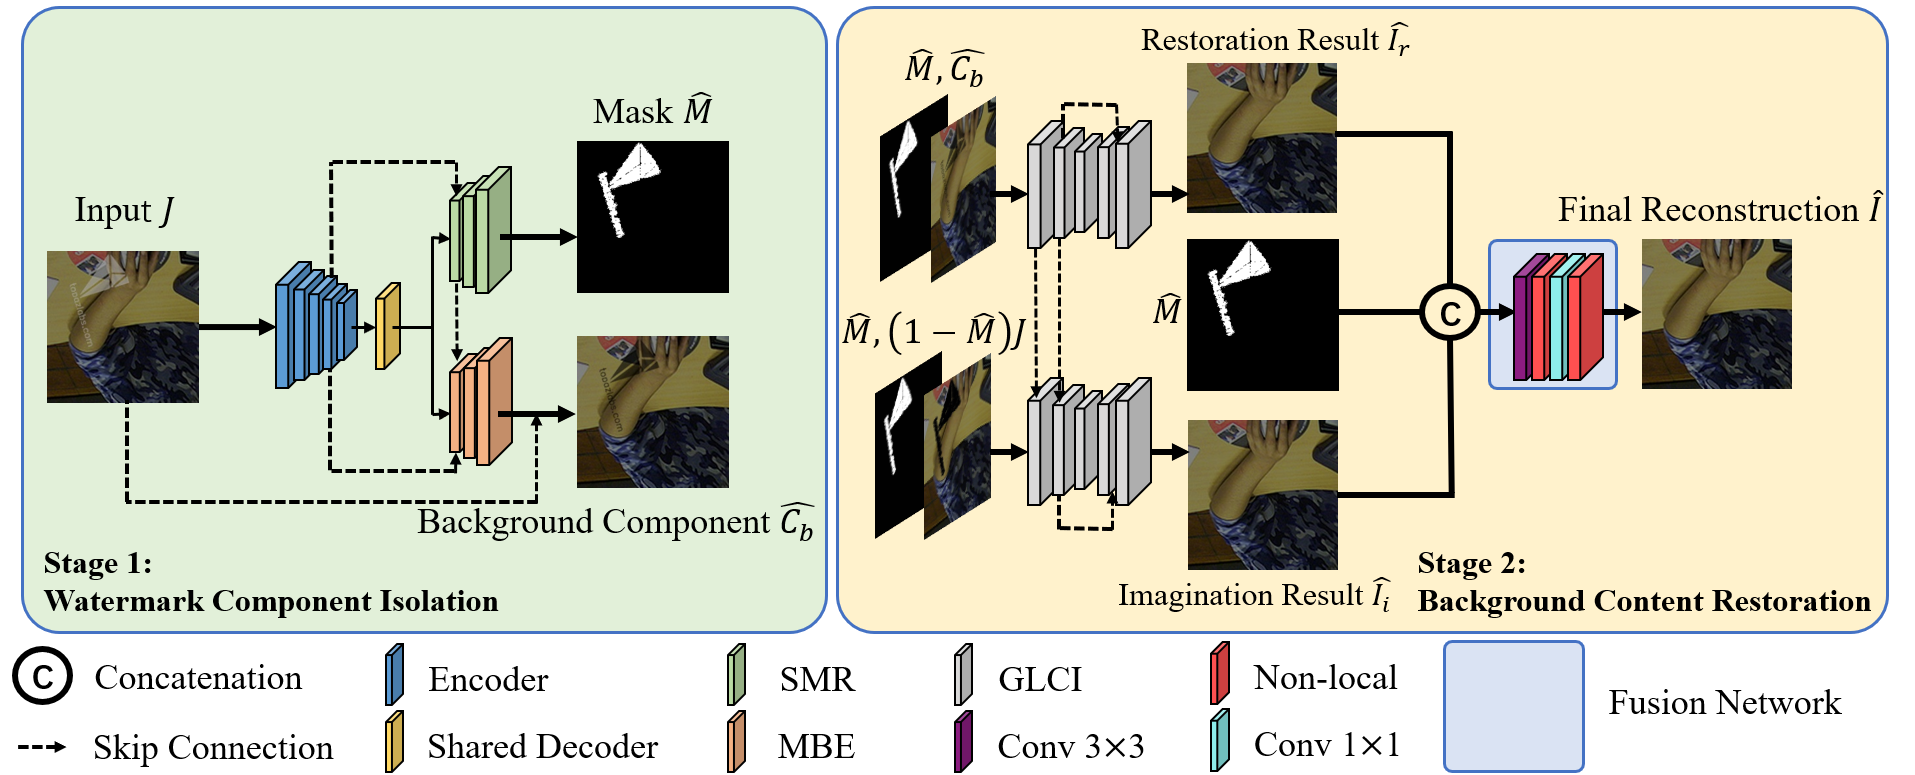 Input J
Mask M̂
Background Component Ĉ_b
Stage 1:
Watermark Component Isolation
M̂, Ĉ_b
M̂, (1 − M̂)J
Restoration Result Î_r
M̂
Imagination Result Î_i
C
Final Reconstruction Î
Stage 2:
Background Content Restoration
C Concatenation
Encoder
SMR
GLCI
Non-local
Fusion Network
Skip Connection
Shared Decoder
MBE
Conv 3×3
Conv 1×1